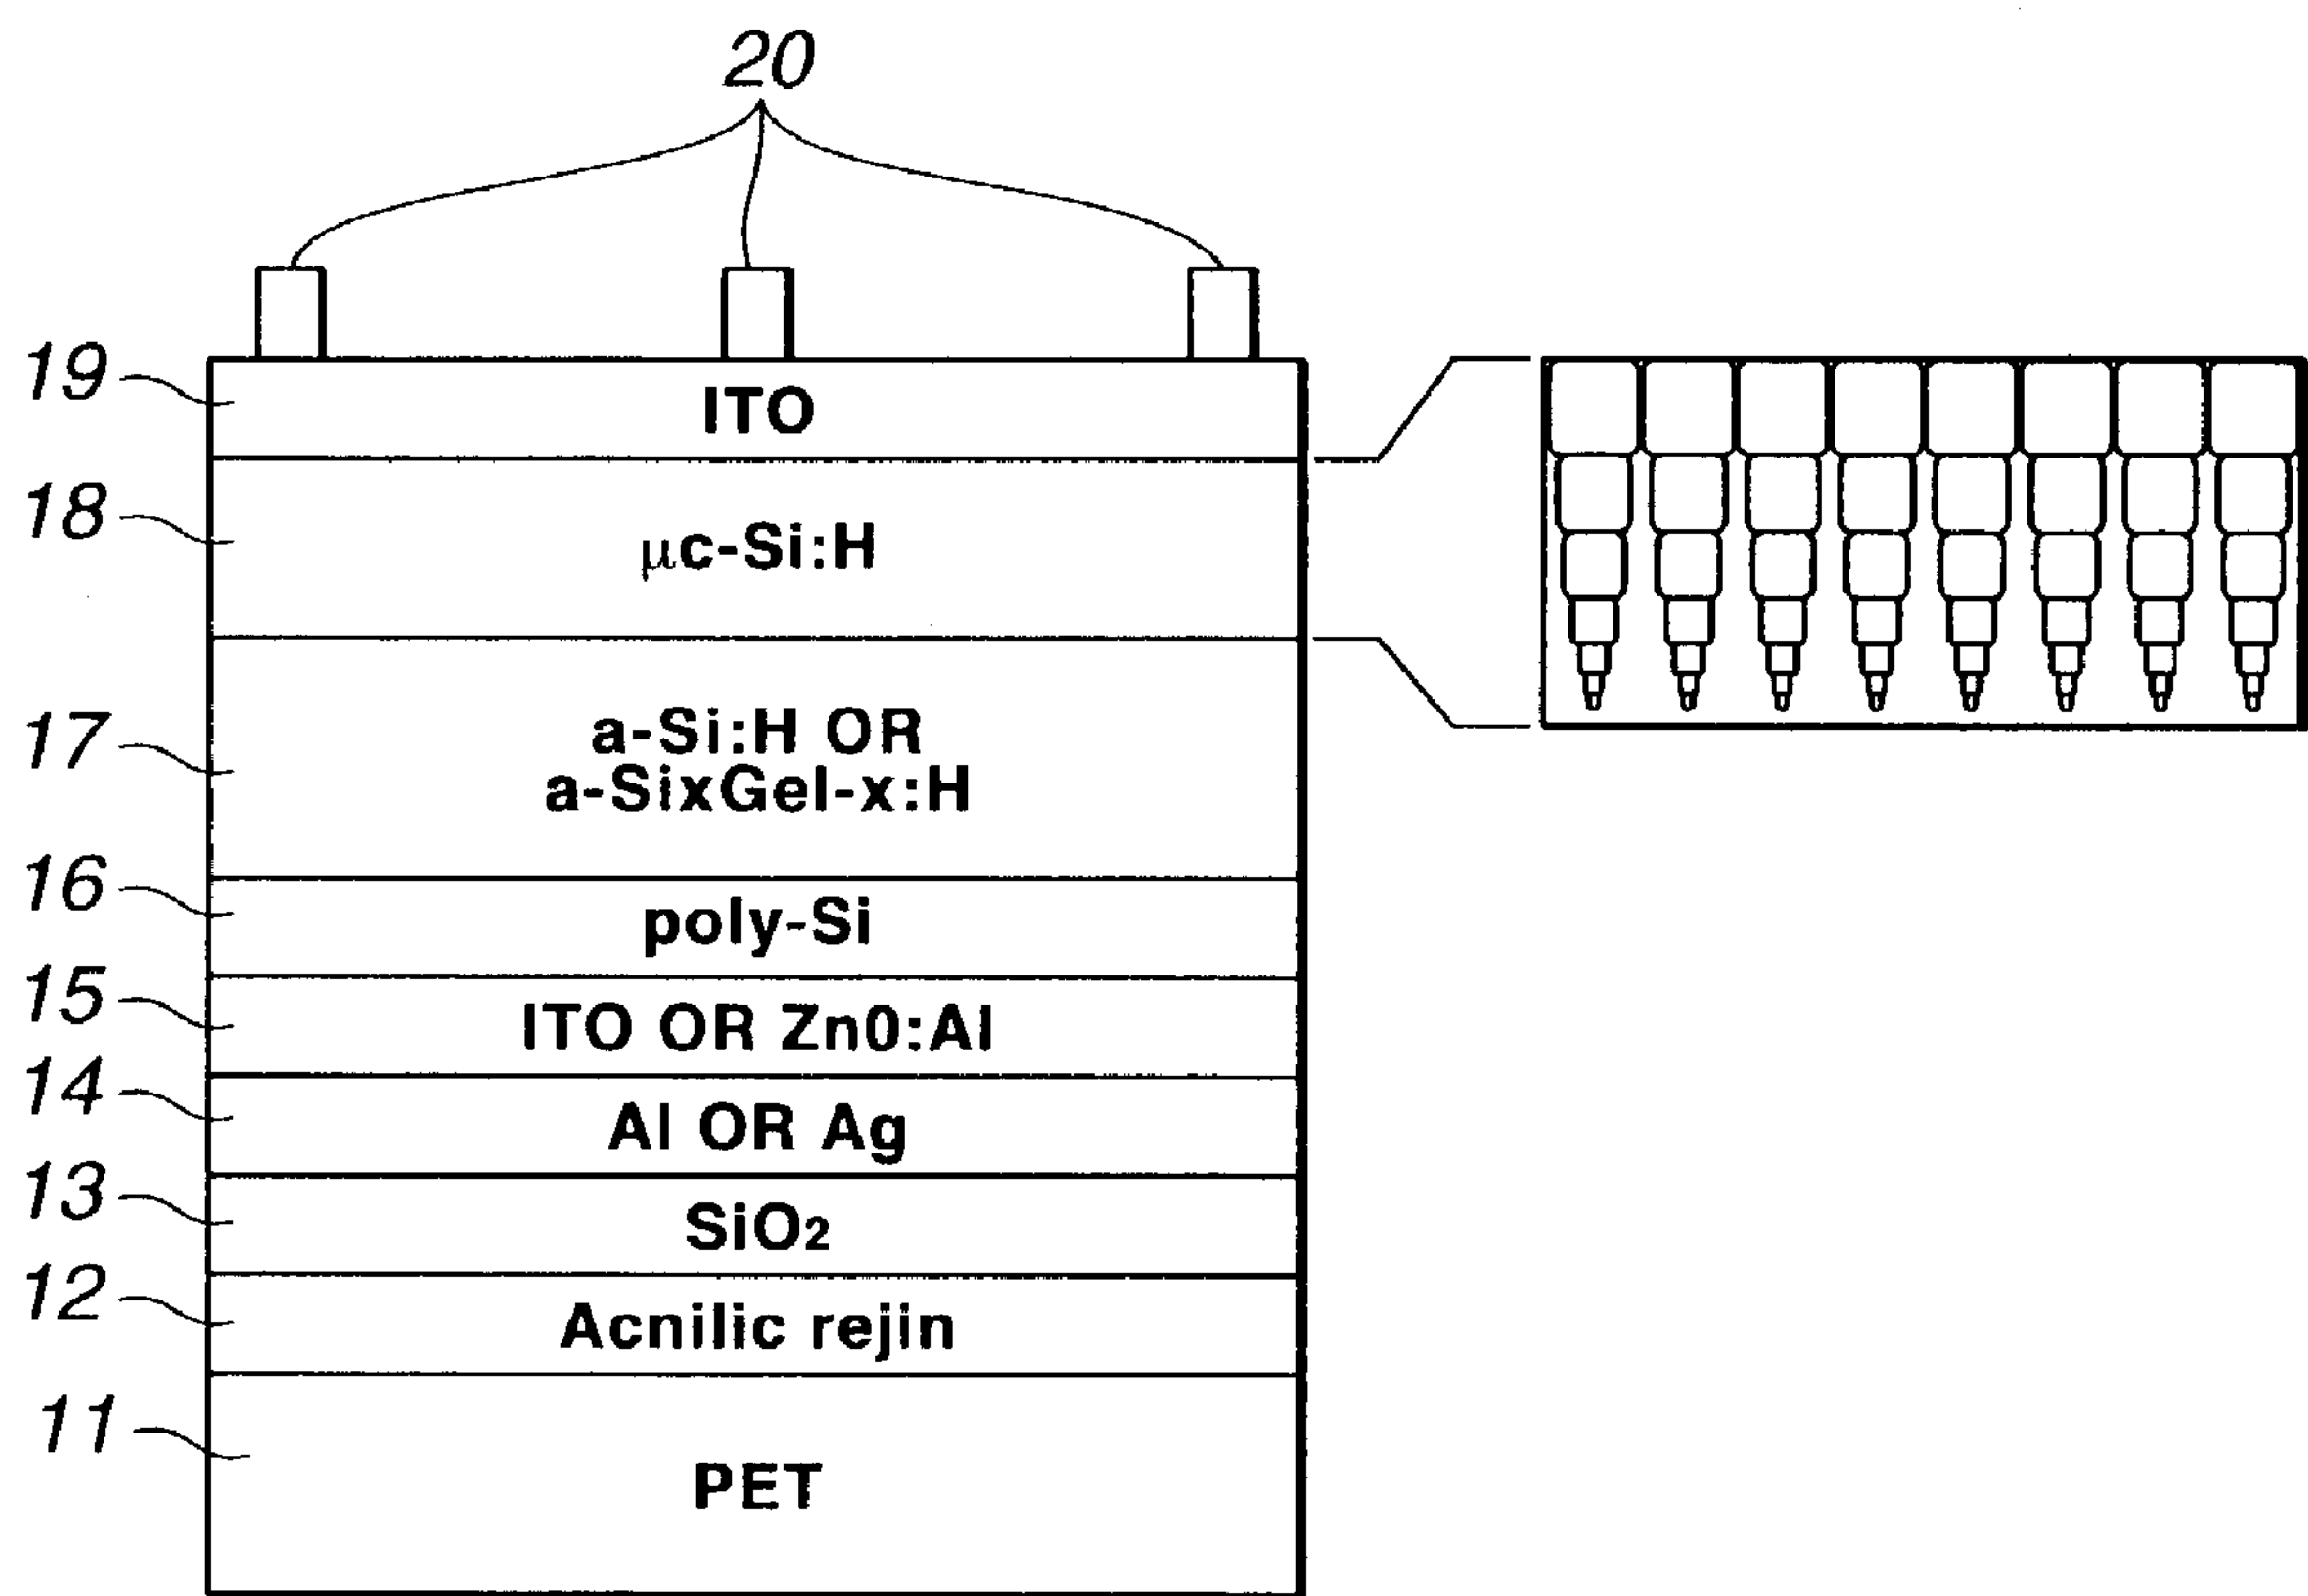 20
19
ITO
18
μc-Si:H
17
a-Si:H OR
a-SixGel-x:H
16
poly-Si
15
ITO OR Zn0:Al
14
Al OR Ag
13
SiO₂
12
Acnilic rejin
11
PET